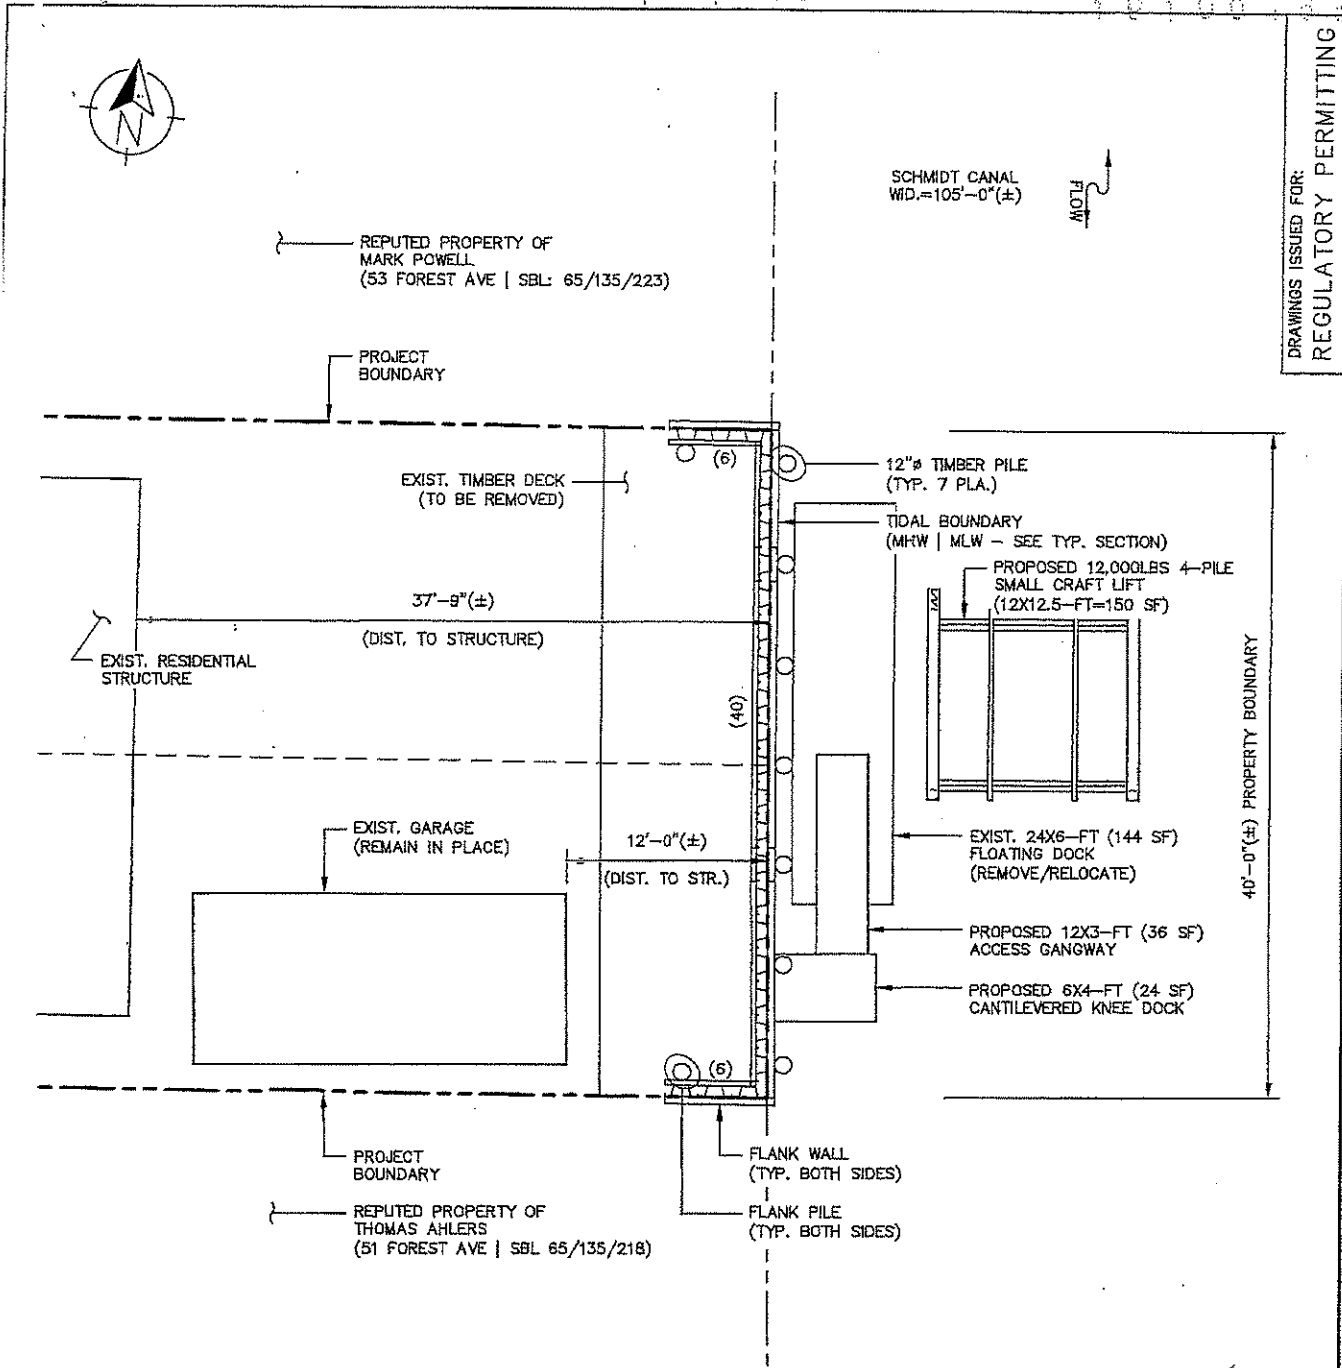 DRAWINGS ISSUED FOR:
REGULATORY PERMITTING
N
SCHMIDT CANAL
WID.=105'-0"(±)
FLOW
REPUTED PROPERTY OF
MARK POWELL
(53 FOREST AVE | SBL: 65/135/223)
PROJECT
BOUNDARY
EXIST. TIMBER DECK
(TO BE REMOVED)
(6)
12"ø TIMBER PILE
(TYP. 7 PLA.)
TIDAL BOUNDARY
(MHW | MLW - SEE TYP. SECTION)
PROPOSED 12,000LBS 4-PILE
SMALL CRAFT LIFT
(12X12.5-FT=150 SF)
37'-9"(±)
(DIST. TO STRUCTURE)
EXIST. RESIDENTIAL
STRUCTURE
(40)
40'-0"(±) PROPERTY BOUNDARY
EXIST. GARAGE
(REMAIN IN PLACE)
12'-0"(±)
(DIST. TO STR.)
EXIST. 24X6-FT (144 SF)
FLOATING DOCK
(REMOVE/RELOCATE)
PROPOSED 12X3-FT (36 SF)
ACCESS GANGWAY
PROPOSED 6X4-FT (24 SF)
CANTILEVERED KNEE DOCK
(6)
PROJECT
BOUNDARY
FLANK WALL
(TYP. BOTH SIDES)
REPUTED PROPERTY OF
THOMAS AHLERS
(51 FOREST AVE | SBL 65/135/218)
FLANK PILE
(TYP. BOTH SIDES)